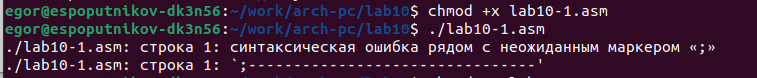 egor@espoputnikov-dk3n56:~/work/arch-pc/lab10$ chmod +x lab10-1.asm
egor@espoputnikov-dk3n56:~/work/arch-pc/lab10$ ./lab10-1.asm
./lab10-1.asm: строка 1: синтаксическая ошибка рядом с неожиданным маркером «;»
./lab10-1.asm: строка 1: `;--------------------------------'